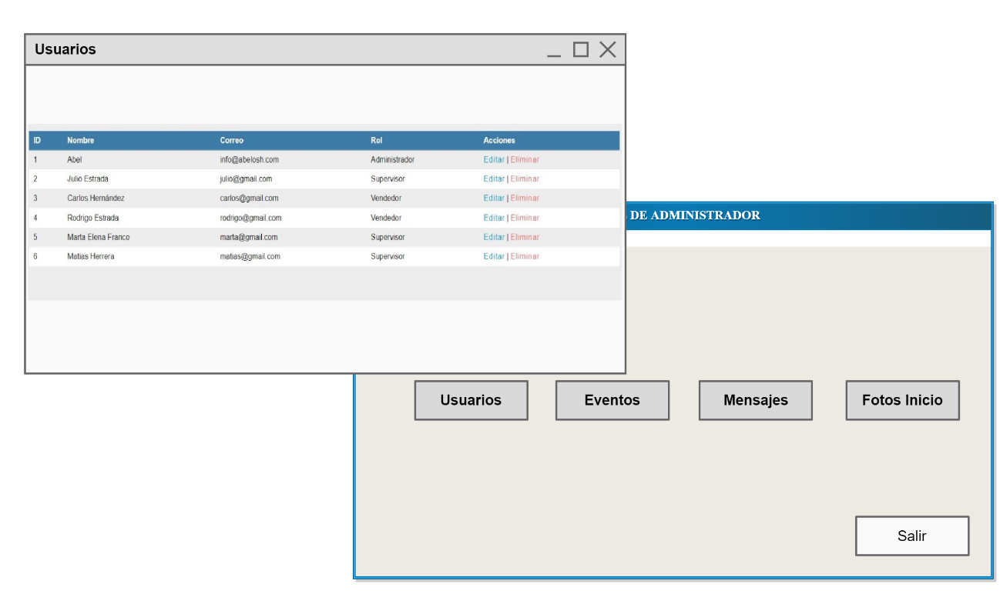 Usuarios
ID Nombre Correo Rol Acciones
1 Abel info@abelosh.com Administrador Editar | Eliminar
2 Julio Estrada julio@gmail.com Supervisor Editar | Eliminar
3 Carlos Hernández carlos@gmail.com Vendedor Editar | Eliminar
4 Rodrigo Estrada rodrigo@gmail.com Vendedor Editar | Eliminar
5 Marta Elena Franco marta@gmail.com Supervisor Editar | Eliminar
6 Matias Herrera matias@gmail.com Supervisor Editar | Eliminar
DE ADMINISTRADOR
Usuarios Eventos Mensajes Fotos Inicio
Salir